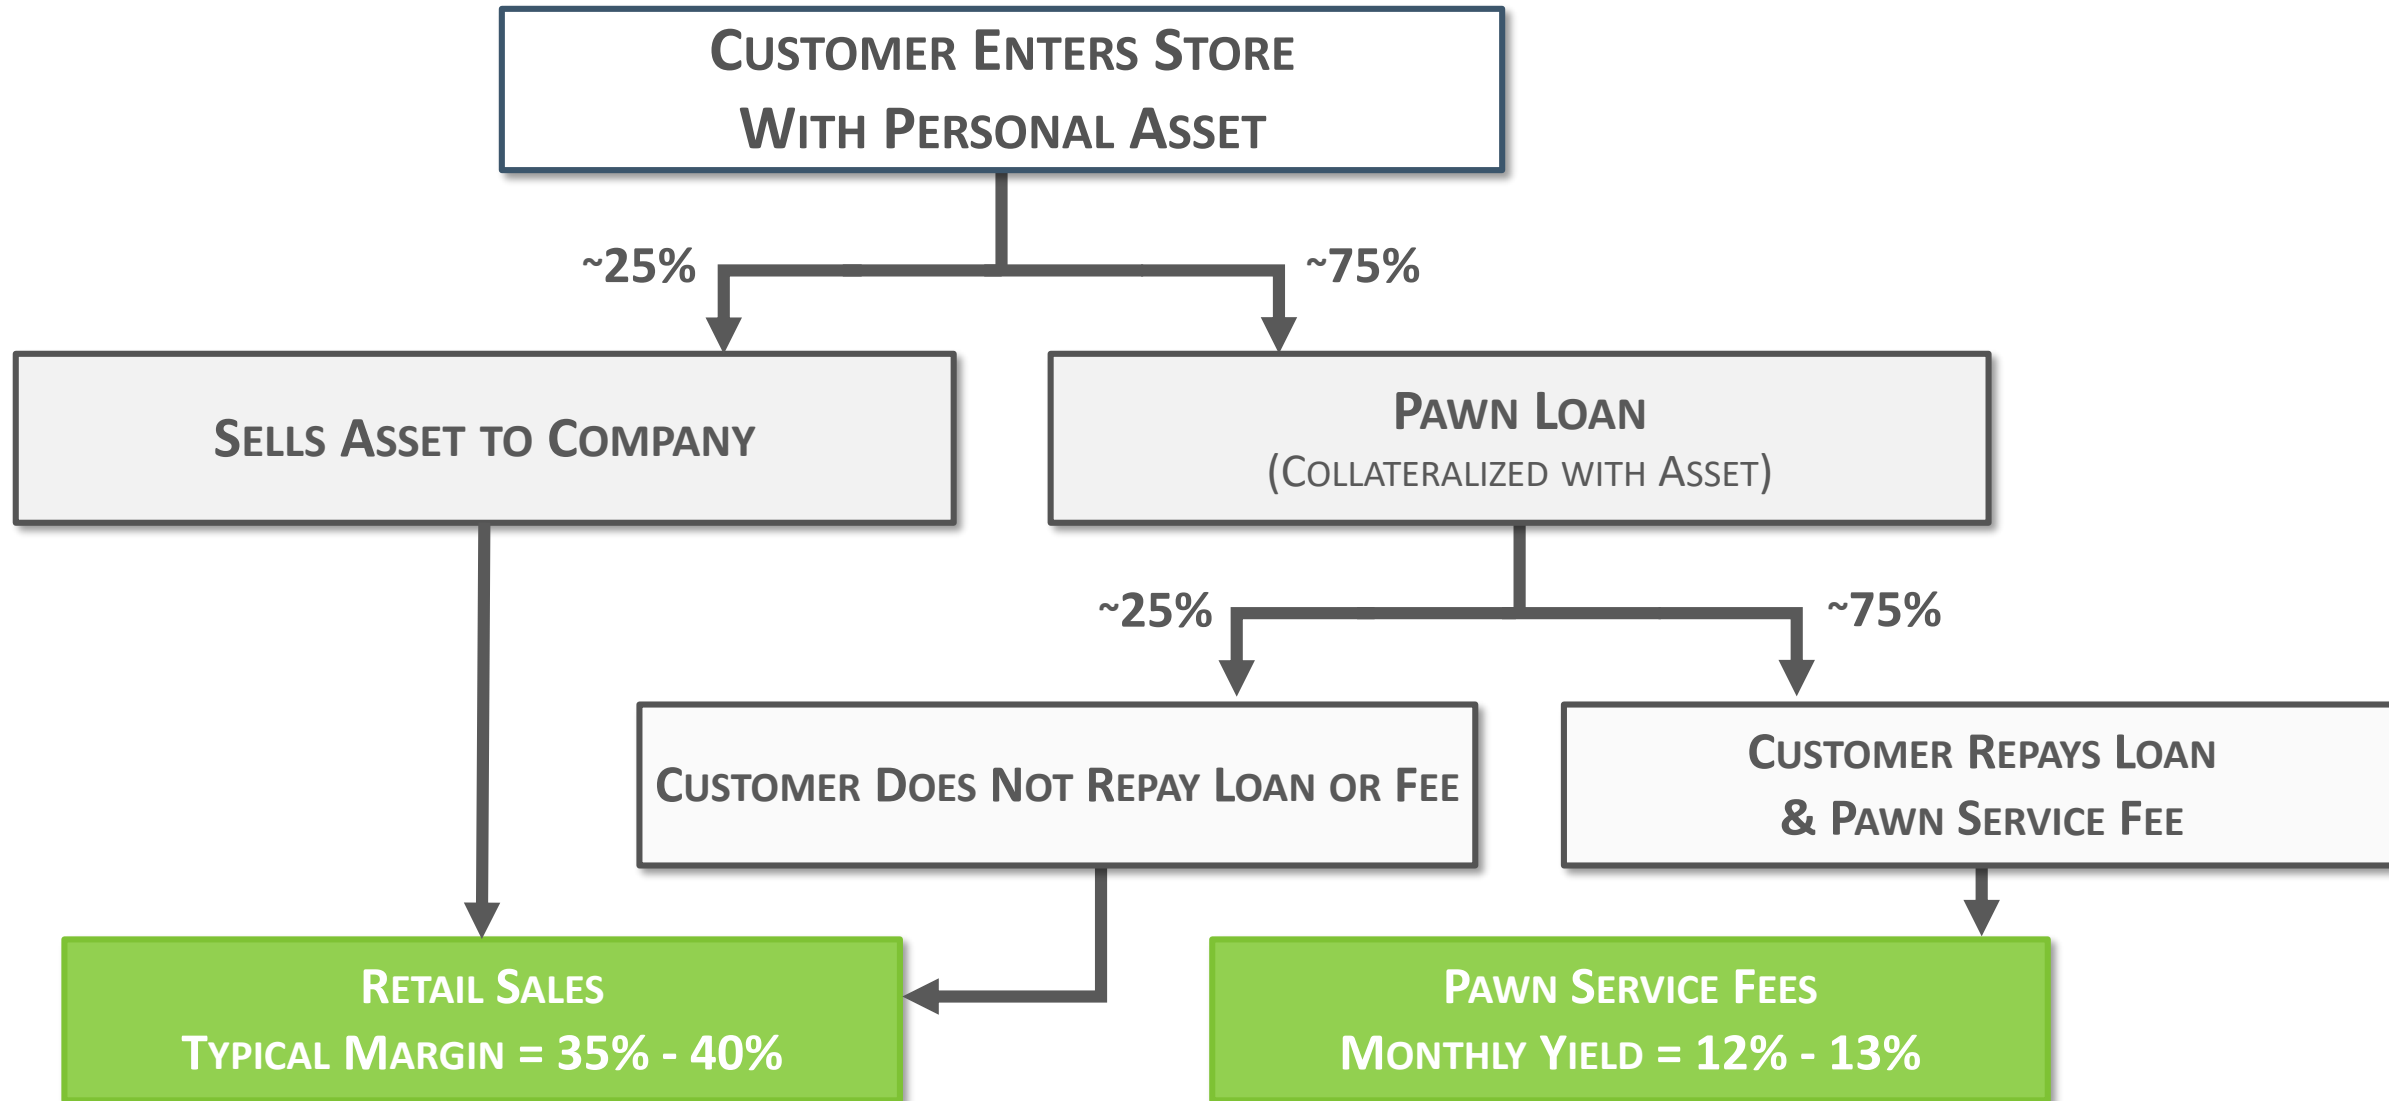 Customer Enters Store
With Personal Asset
~25%
~75%
Sells Asset to Company
Pawn Loan
(Collateralized with Asset)
~25%
~75%
Customer Does Not Repay Loan or Fee
Customer Repays Loan
& Pawn Service Fee
Retail Sales
Typical Margin = 35% - 40%
Pawn Service Fees
Monthly Yield = 12% - 13%